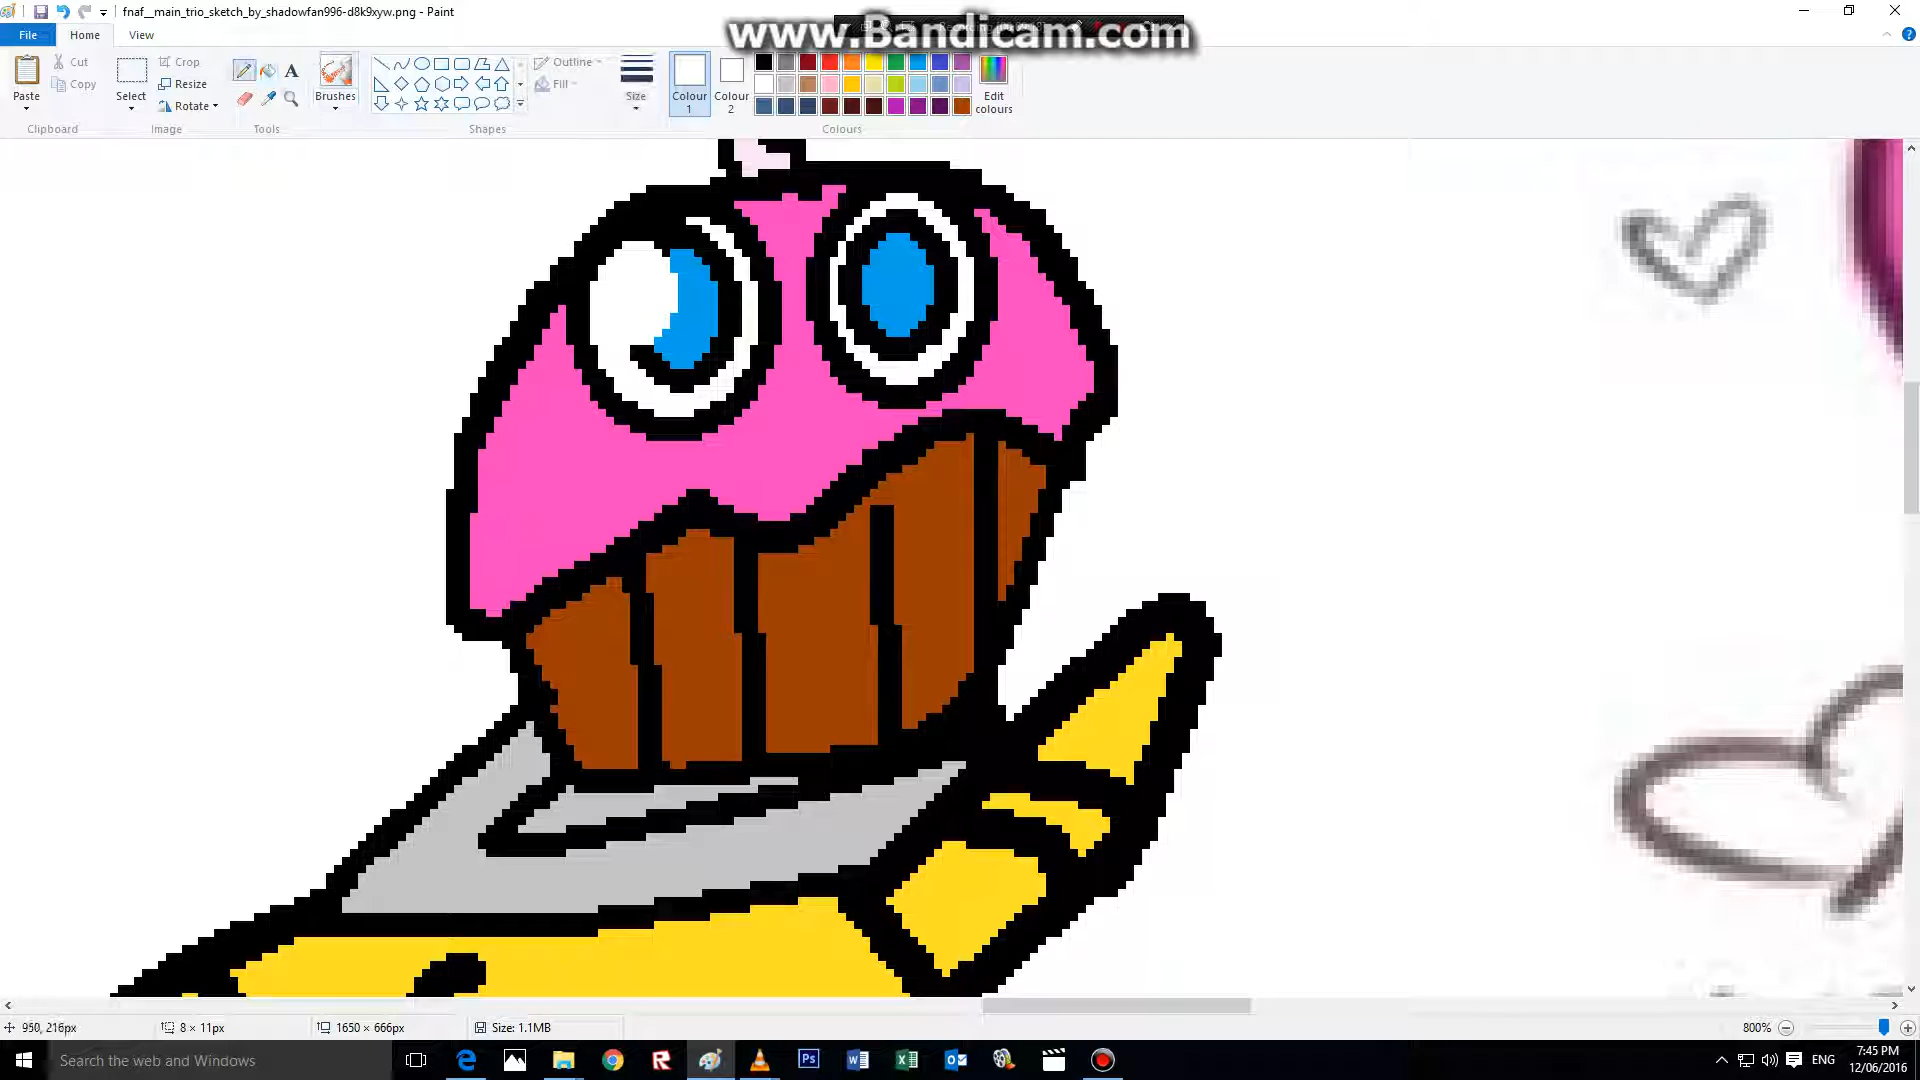 fnaf__main_trio_sketch_by_shadowfan996-d8k9xyw.png - Paint
www.Bandicam.com
File
Home
View
Paste
Cut
Copy
Clipboard
Select
Crop
Resize
Rotate
Image
A
Tools
Brushes
Shapes
Outline
Fill
Size
Colour 1
Colour 2
Edit colours
Colours
950, 216px
8 × 11px
1650 × 666px
Size: 1.1MB
800%
Search the web and Windows
ENG
7:45 PM
12/06/2016